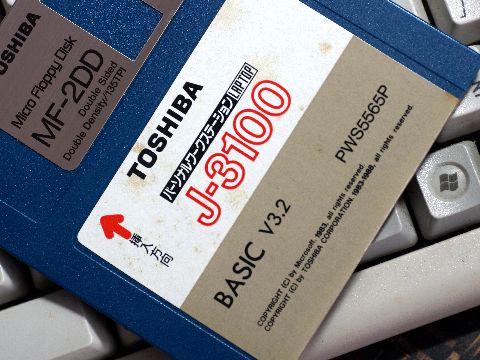 TOSHIBA
Micro Floppy Disk
MF-2DD
Double Sided
Double Density/135TPI
TOSHIBA
パーソナルワークステーション LAPTOP
J-3100
挿入方向
BASIC V3.2
PWS5565P
COPYRIGHT (C) by Microsoft, 1983, all rights reserved.
COPYRIGHT (C) by TOSHIBA CORPORATION. 1983-1988, all rights reserved.